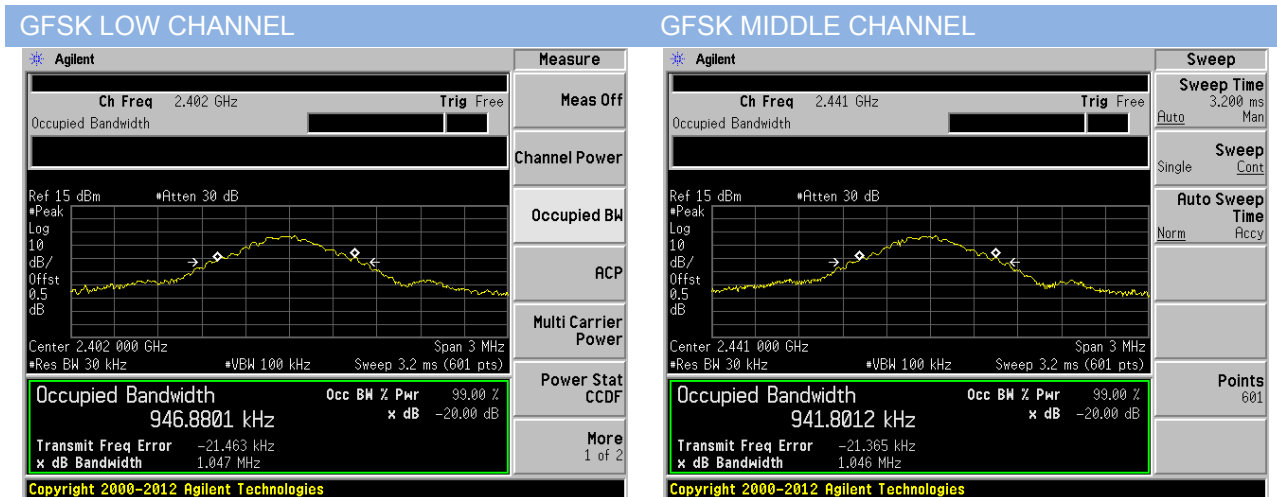 GFSK LOW CHANNEL
Agilent
Measure
Ch Freq 2.402 GHz Trig Free
Occupied Bandwidth
Meas Off
Channel Power
Occupied BW
ACP
Multi Carrier
Power
Power Stat
CCDF
More
1 of 2
Ref 15 dBm #Atten 30 dB
#Peak
Log
10
dB/
Offst
0.5
dB
Center 2.402 000 GHz Span 3 MHz
#Res BW 30 kHz #VBW 100 kHz Sweep 3.2 ms (601 pts)
Occupied Bandwidth Occ BW % Pwr 99.00 %
946.8801 kHz x dB -20.00 dB
Transmit Freq Error -21.463 kHz
x dB Bandwidth 1.047 MHz
Copyright 2000-2012 Agilent Technologies
GFSK MIDDLE CHANNEL
Agilent
Sweep
Ch Freq 2.441 GHz Trig Free
Occupied Bandwidth
Sweep Time
3.200 ms
Auto Man
Sweep
Single Cont
Auto Sweep
Time
Norm Accy
Points
601
Ref 15 dBm #Atten 30 dB
#Peak
Log
10
dB/
Offst
0.5
dB
Center 2.441 000 GHz Span 3 MHz
#Res BW 30 kHz #VBW 100 kHz Sweep 3.2 ms (601 pts)
Occupied Bandwidth Occ BW % Pwr 99.00 %
941.8012 kHz x dB -20.00 dB
Transmit Freq Error -21.365 kHz
x dB Bandwidth 1.046 MHz
Copyright 2000-2012 Agilent Technologies